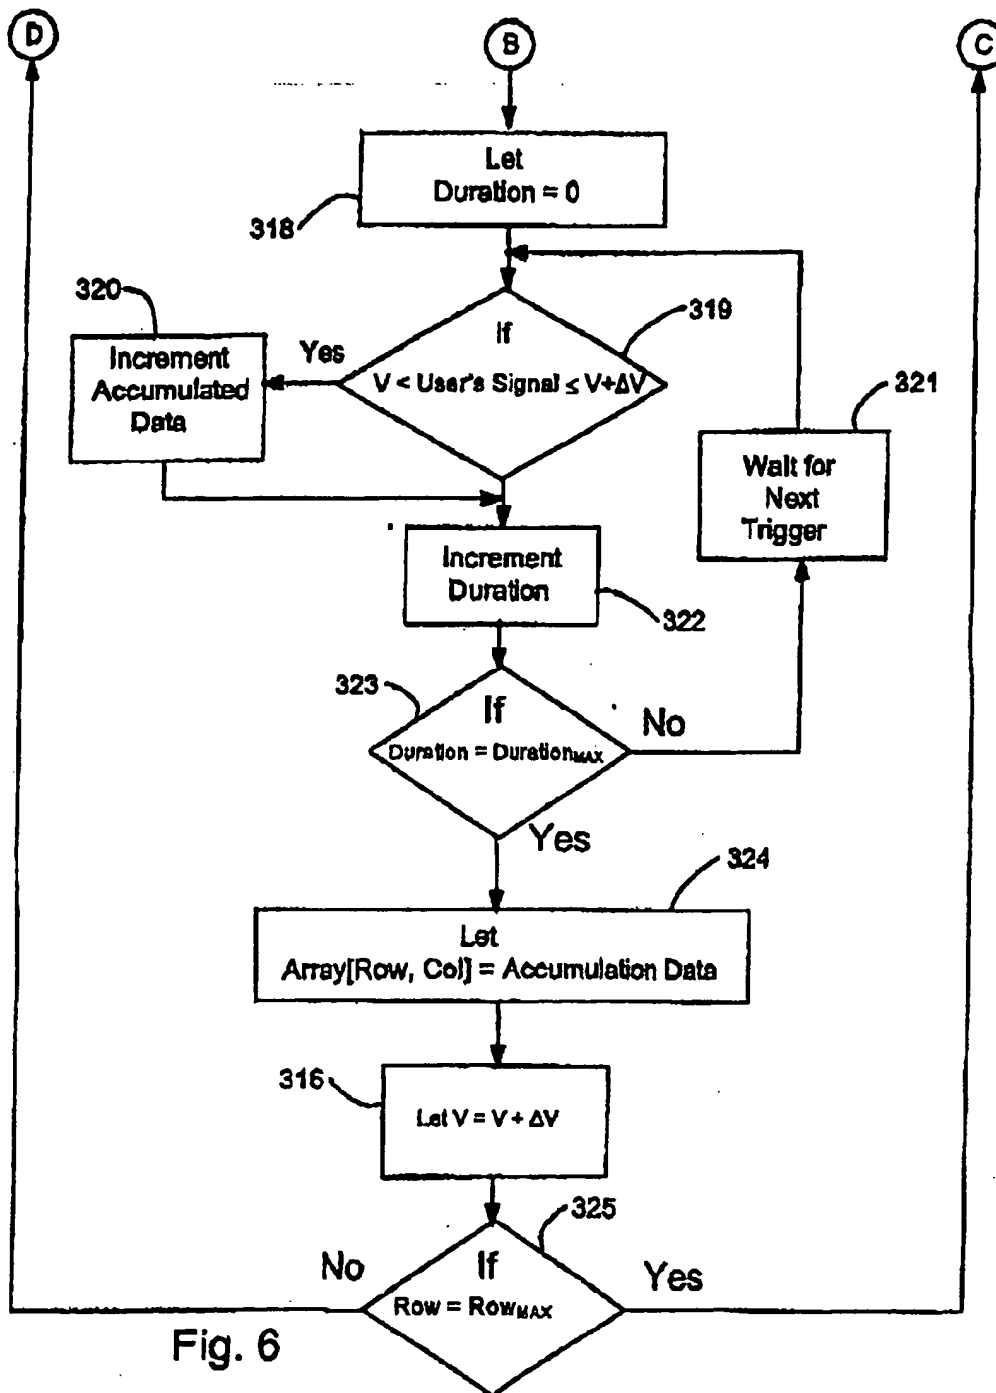 D
B
C
Let
Duration = 0
318
320
319
If
Yes
V < User's Signal ≤ V+ΔV
Increment
Accumulated
Data
321
Wait for
Next
Trigger
Increment
Duration
322
323
If
No
Duration = DurationMAX
Yes
324
Let
Array[Row, Col] = Accumulation Data
316
Let V = V + ΔV
325
No
If
Yes
Row = RowMAX
Fig. 6